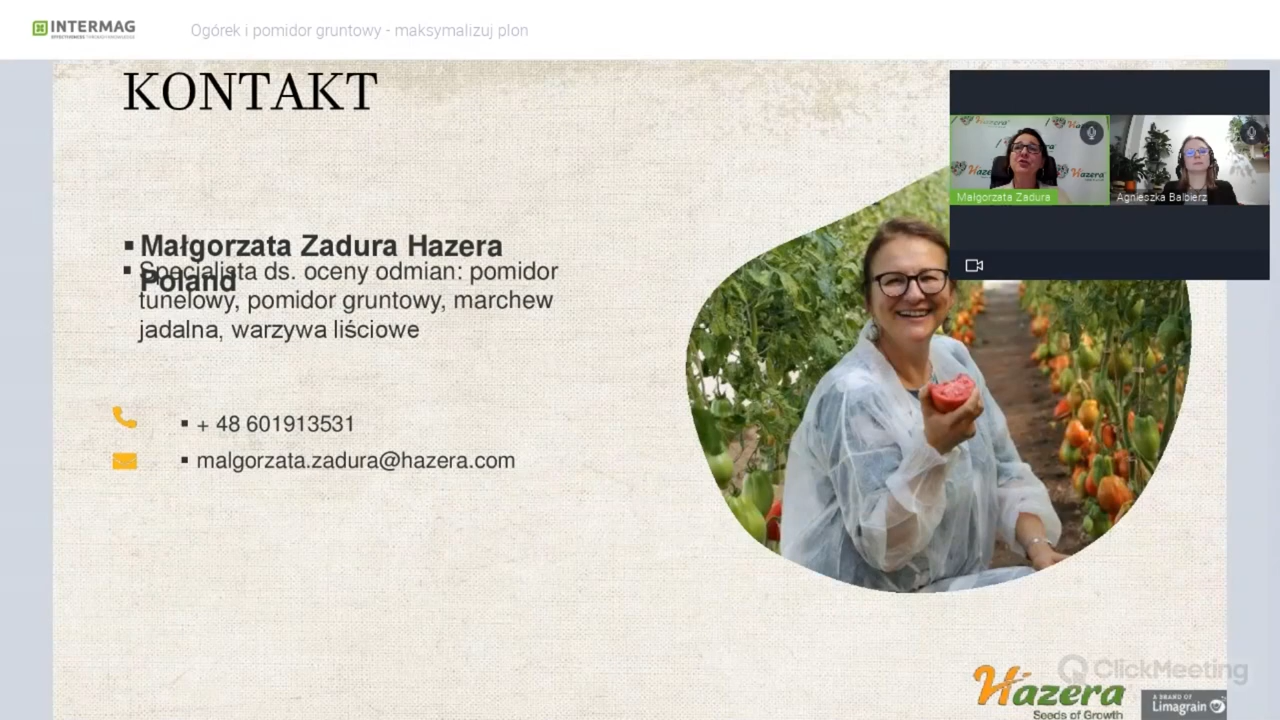 INTERMAG
Ogórek i pomidor gruntowy - maksymalizuj plon
KONTAKT
Hazera
Małgorzata Zadura
Agnieszka Balbierz
▪ Małgorzata Zadura Hazera
Poland
▪ Specjalista ds. oceny odmian: pomidor
tunelowy, pomidor gruntowy, marchew
jadalna, warzywa liściowe
▪ + 48 601913531
▪ malgorzata.zadura@hazera.com
ClickMeeting
Hazera
Seeds of Growth
A BRAND OF
Limagrain